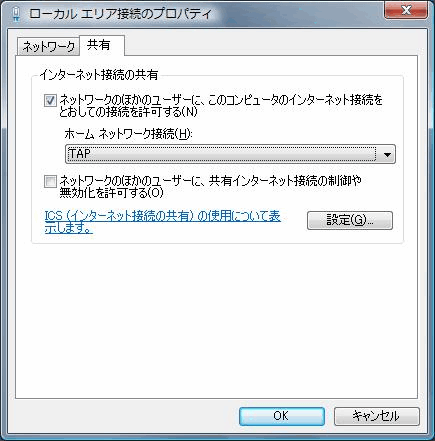 ローカル エリア接続のプロパティ
ネットワーク 共有
インターネット接続の共有
ネットワークのほかのユーザーに、このコンピュータのインターネット接続を
とおしての接続を許可する(N)
ホーム ネットワーク接続(H):
TAP
ネットワークのほかのユーザーに、共有インターネット接続の制御や
無効化を許可する(O)
ICS (インターネット接続の共有) の使用について表
示します。
設定(G)...
OK キャンセル